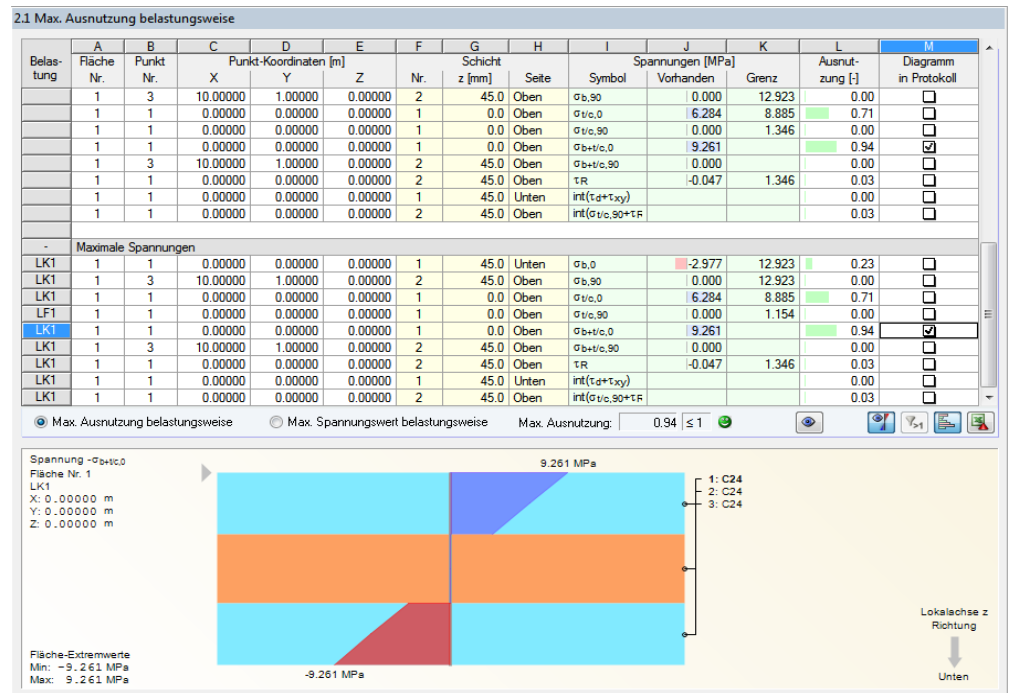 2.1 Max. Ausnutzung belastungsweise
A B C D E F G H I J K L M
Belas- Fläche Punkt Punkt-Koordinaten [m] Schicht Spannungen [MPa] Ausnut- Diagramm
tung Nr. Nr. X Y Z Nr. z [mm] Seite Symbol Vorhanden Grenz zung [-] in Protokoll
1 3 10.00000 1.00000 0.00000 2 45.0 Oben σb,90 0.000 12.923 0.00
1 1 0.00000 0.00000 0.00000 1 0.0 Oben σt/c,0 6.284 8.885 0.71
1 1 0.00000 0.00000 0.00000 1 0.0 Oben σt/c,90 0.000 1.346 0.00
1 1 0.00000 0.00000 0.00000 1 0.0 Oben σb+t/c,0 9.261 0.94
1 3 10.00000 1.00000 0.00000 2 45.0 Oben σb+t/c,90 0.000 0.00
1 1 0.00000 0.00000 0.00000 2 45.0 Oben τR -0.047 1.346 0.03
1 1 0.00000 0.00000 0.00000 1 45.0 Unten int(τd+τxy) 0.00
1 1 0.00000 0.00000 0.00000 2 45.0 Oben int(σt/c,90+τR 0.03
- Maximale Spannungen
LK1 1 1 0.00000 0.00000 0.00000 1 45.0 Unten σb,0 -2.977 12.923 0.23
LK1 1 3 10.00000 1.00000 0.00000 2 45.0 Oben σb,90 0.000 12.923 0.00
LK1 1 1 0.00000 0.00000 0.00000 1 0.0 Oben σt/c,0 6.284 8.885 0.71
LF1 1 1 0.00000 0.00000 0.00000 1 0.0 Oben σt/c,90 0.000 1.154 0.00
LK1 1 1 0.00000 0.00000 0.00000 1 0.0 Oben σb+t/c,0 9.261 0.94
LK1 1 3 10.00000 1.00000 0.00000 2 45.0 Oben σb+t/c,90 0.000 0.00
LK1 1 1 0.00000 0.00000 0.00000 2 45.0 Oben τR -0.047 1.346 0.03
LK1 1 1 0.00000 0.00000 0.00000 1 45.0 Unten int(τd+τxy) 0.00
LK1 1 1 0.00000 0.00000 0.00000 2 45.0 Oben int(σt/c,90+τR 0.03
Max. Ausnutzung belastungsweise Max. Spannungswert belastungsweise Max. Ausnutzung: 0.94 ≤ 1
Spannung -σb+t/c,0
Fläche Nr. 1
LK1
X: 0.00000 m
Y: 0.00000 m
Z: 0.00000 m
9.261 MPa
1: C24
2: C24
3: C24
-9.261 MPa
Fläche-Extremwerte
Min: -9.261 MPa
Max: 9.261 MPa
Lokalachse z
Richtung
Unten